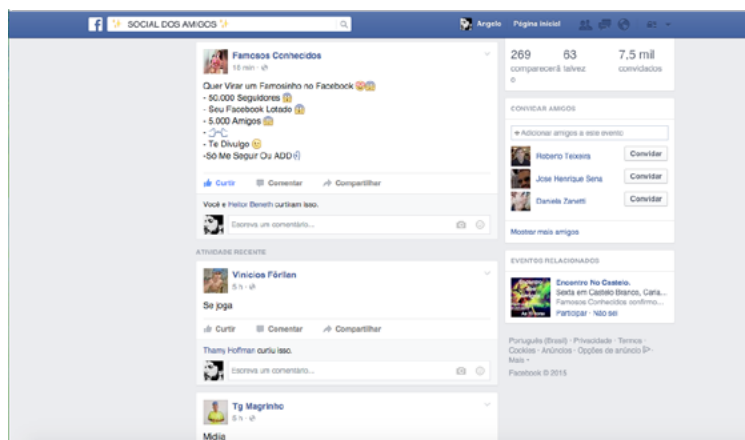 SOCIAL DOS AMIGOS
Angelo Página inicial
Famosos Conhecidos
16 min
Quer Virar um Famosinho no Facebook
- 50.000 Seguidores
- Seu Facebook Lotado
- 5.000 Amigos
- Te Divulgo
-Só Me Seguir Ou ADD
Curtir Comentar Compartilhar
Você e Heitor Beneth curtiram isso.
Escreva um comentário...
ATIVIDADE RECENTE
Vinicios Fórllan
5 h
Se joga
Curtir Comentar Compartilhar
Thamy Hoffman curtiu isso.
Escreva um comentário...
Tg Magrinho
5 h
Midija
269 63 7,5 mil
comparecerá talvez convidados
o
CONVIDAR AMIGOS
+ Adicionar amigos a este evento
Roberto Teixeira Convidar
Jose Henrique Sena Convidar
Daniela Zanetti Convidar
Mostrar mais amigos
EVENTOS RELACIONADOS
Encontro No Castelo.
Sexta em Castelo Branco, Caria...
Famosos Conhecidos confirmo...
Participar · Não sei
Português (Brasil) · Privacidade · Termos ·
Cookies · Anúncios · Opções de anúncio ·
Mais
Facebook © 2015